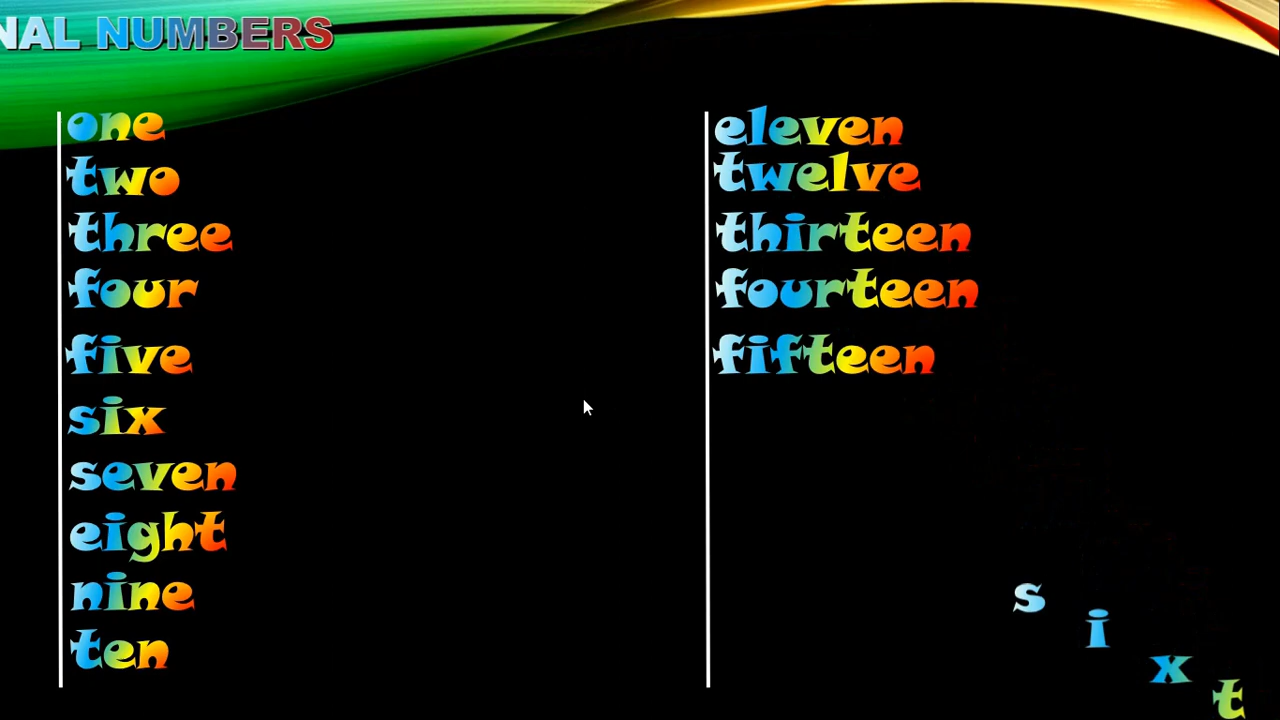 NAL NUMBERS
one
two
three
four
five
six
seven
eight
nine
ten
eleven
twelve
thirteen
fourteen
fifteen
s i x t